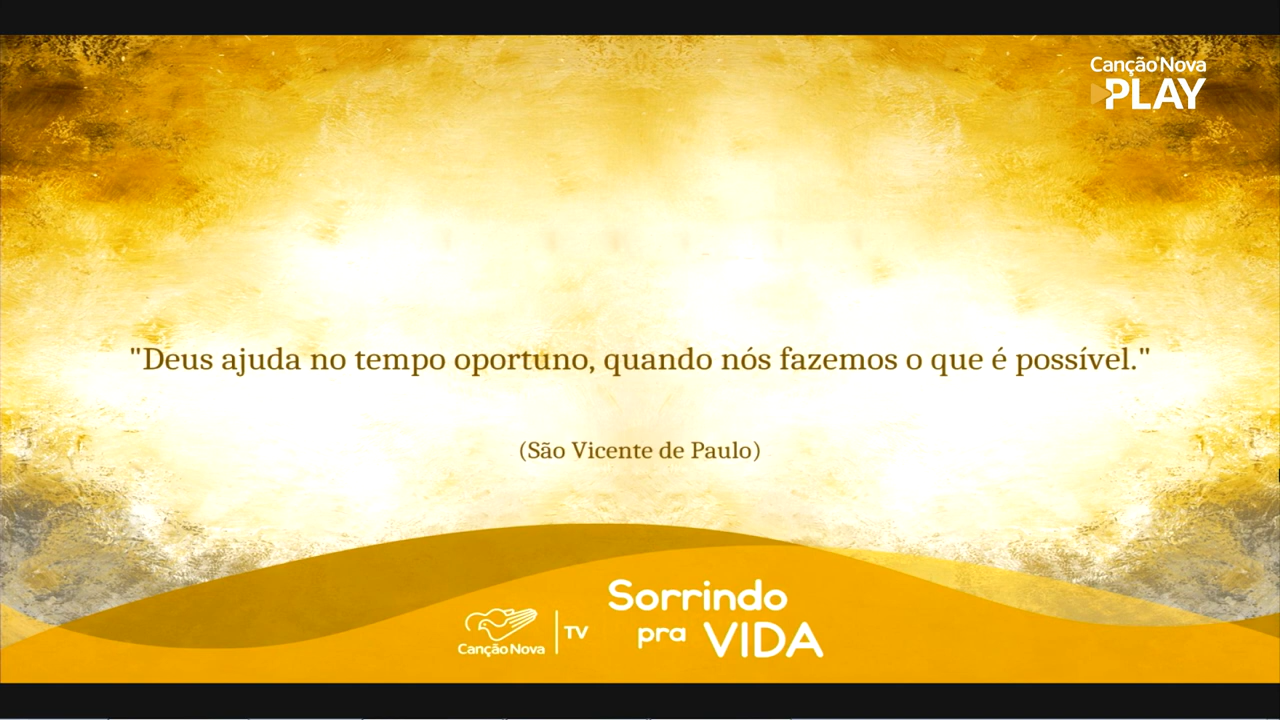 Canção Nova
PLAY
"Deus ajuda no tempo oportuno, quando nós fazemos o que é possível."
(São Vicente de Paulo)
Sorrindo
pra VIDA
Canção Nova
TV